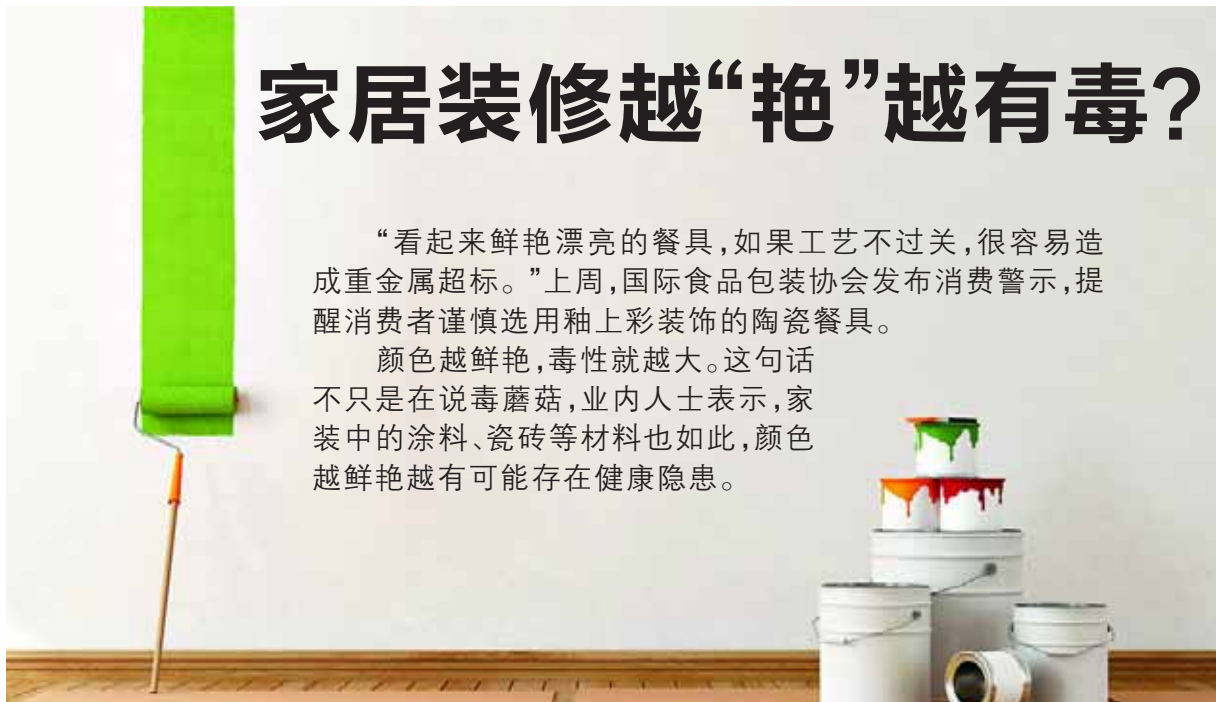 家居装修越“艳”越有毒?
“看起来鲜艳漂亮的餐具,如果工艺不过关,很容易造
成重金属超标。”上周,国际食品包装协会发布消费警示,提
醒消费者谨慎选用釉上彩装饰的陶瓷餐具。
颜色越鲜艳,毒性就越大。这句话
不只是在说毒蘑菇,业内人士表示,家
装中的涂料、瓷砖等材料也如此,颜色
越鲜艳越有可能存在健康隐患。